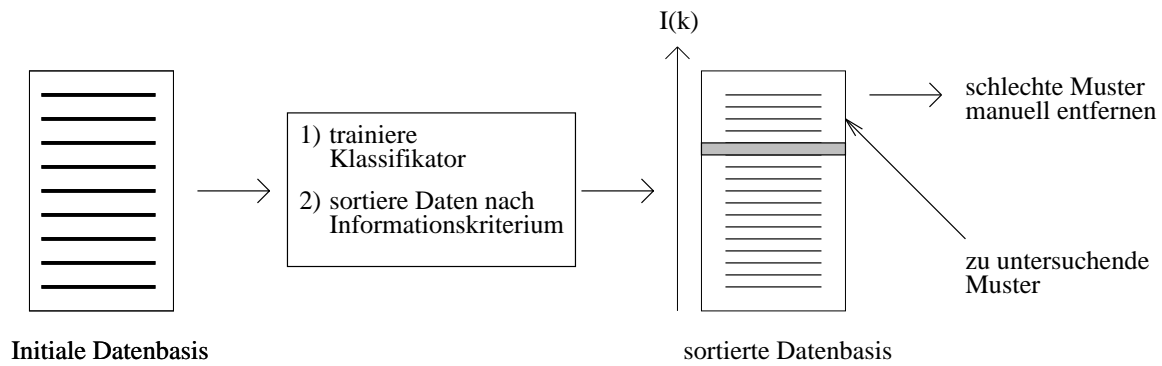 I(k)
schlechte Muster
manuell entfernen
1) trainiere
Klassifikator
2) sortiere Daten nach
Informationskriterium
zu untersuchende
Muster
Initiale Datenbasis
sortierte Datenbasis